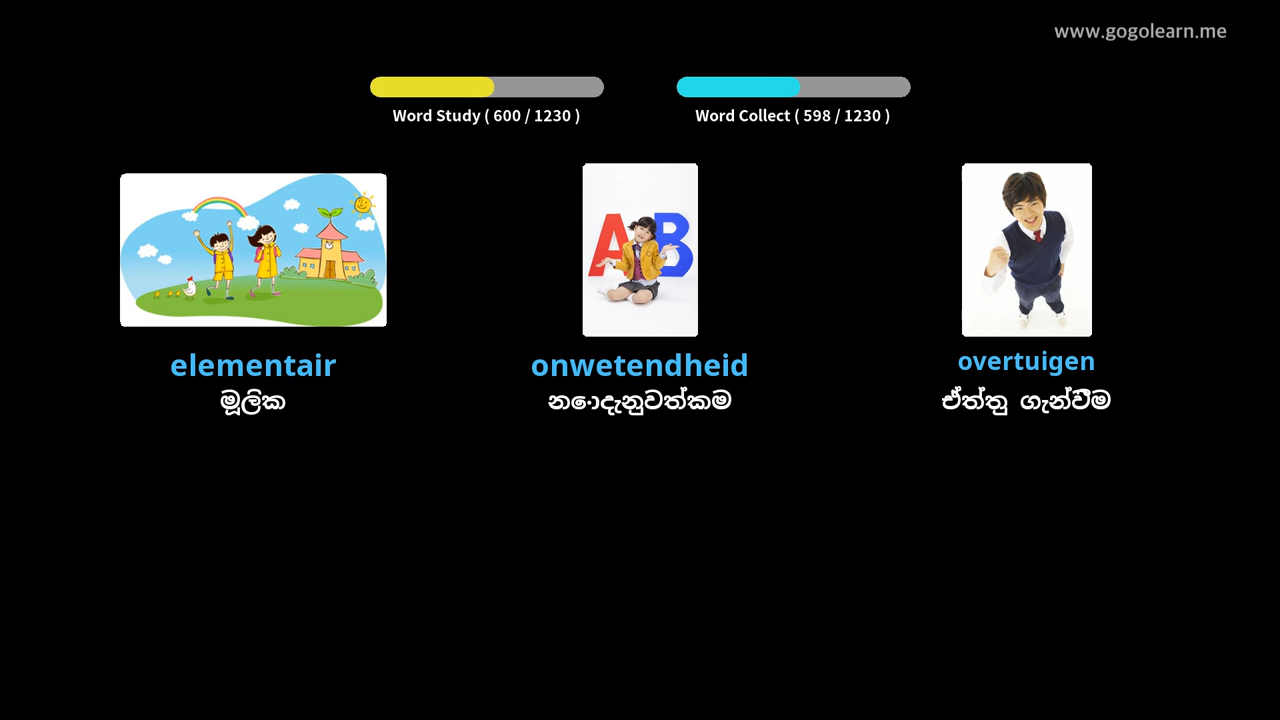 www.gogolearn.me
Word Study ( 600 / 1230 )
Word Collect ( 598 / 1230 )
A B
elementair
onwetendheid
overtuigen
මූලික
නොදැනුවත්කම
ඒත්තු ගැන්වීම